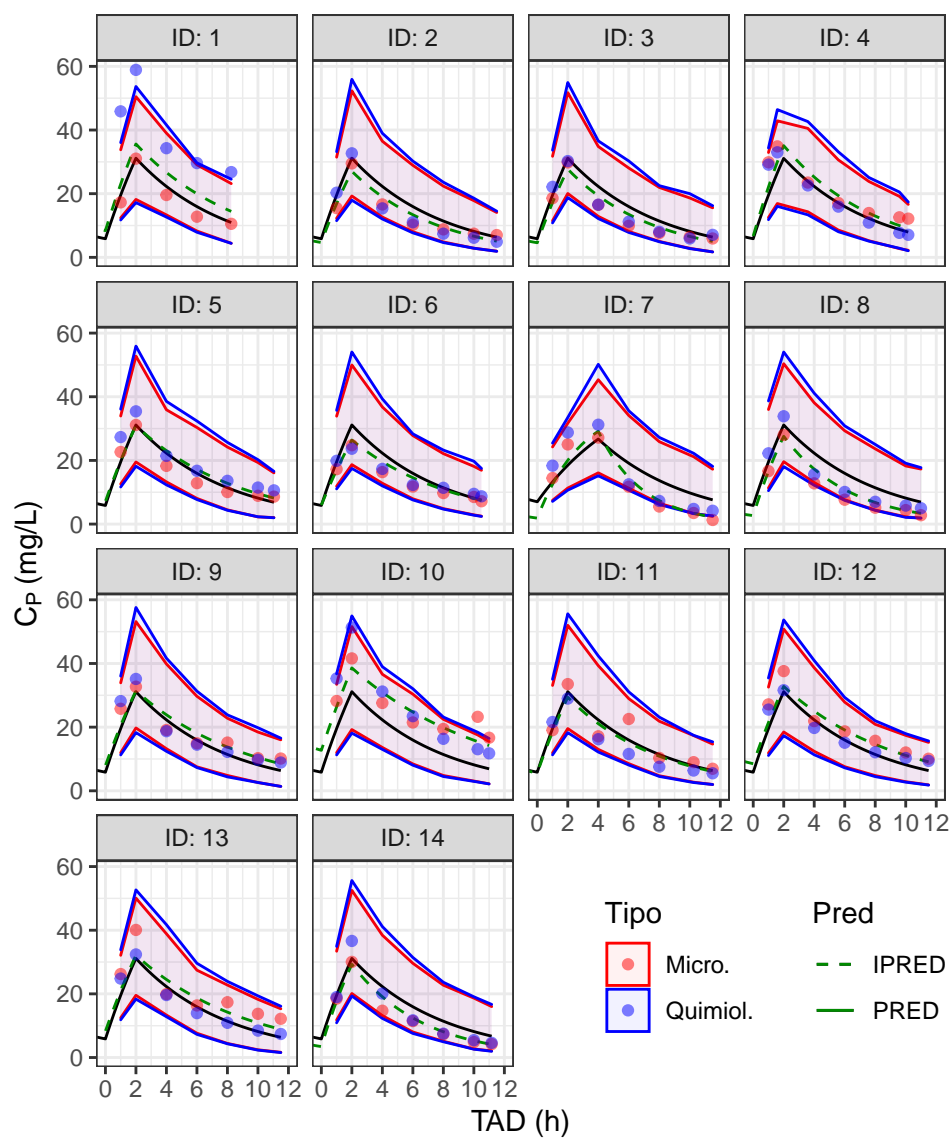 ID: 1 ID: 2 ID: 3 ID: 4
60
40
20
0
ID: 5 ID: 6 ID: 7 ID: 8
60
40
20
0
ID: 9 ID: 10 ID: 11 ID: 12
60
40
20
0
0 2 4 6 8 10 12 0 2 4 6 8 10 12
ID: 13 ID: 14
60
40
20
0
0 2 4 6 8 10 12 0 2 4 6 8 10 12
CP (mg/L)
TAD (h)
Tipo
Micro.
Quimiol.
Pred
IPRED
PRED